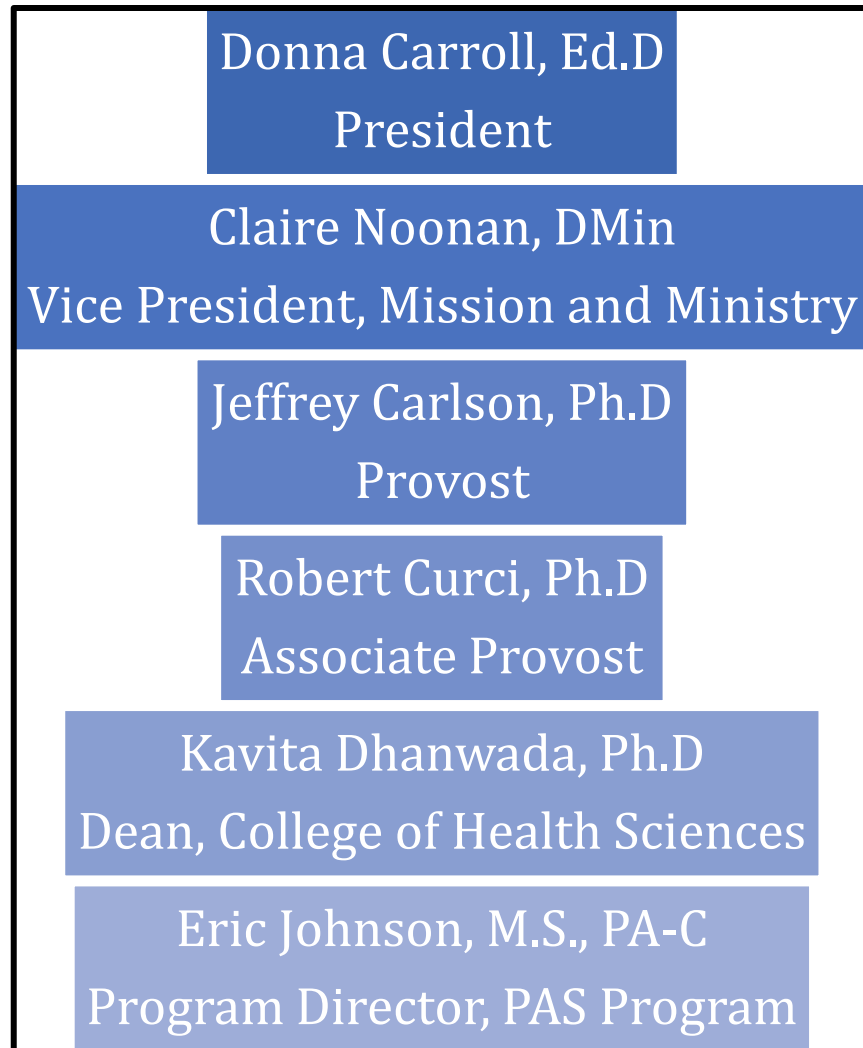 Donna Carroll, Ed.D
President
Claire Noonan, DMin
Vice President, Mission and Ministry
Jeffrey Carlson, Ph.D
Provost
Robert Curci, Ph.D
Associate Provost
Kavita Dhanwada, Ph.D
Dean, College of Health Sciences
Eric Johnson, M.S., PA-C
Program Director, PAS Program